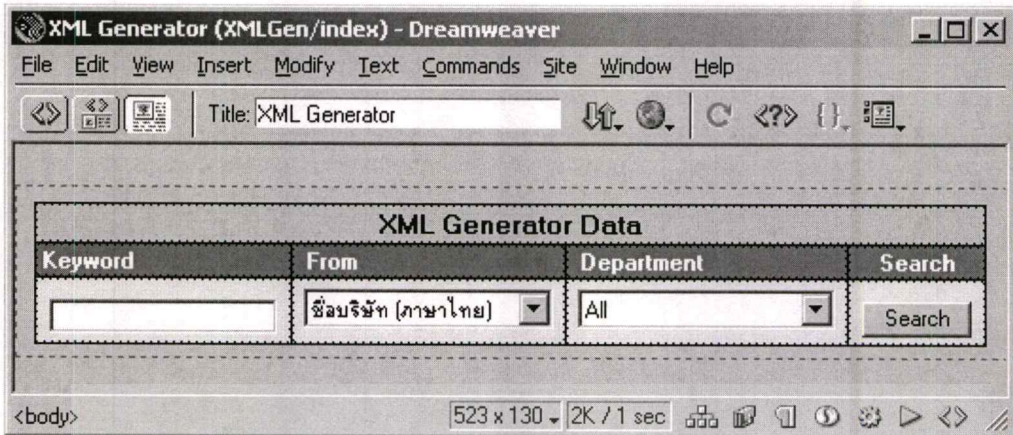 XML Generator (XMLGen/index) - Dreamweaver
File Edit View Insert Modify Text Commands Site Window Help
Title: XML Generator
XML Generator Data
Keyword From Department Search
ชื่อบริษัท (ภาษาไทย) All Search
<body> 523 x 130 2K / 1 sec